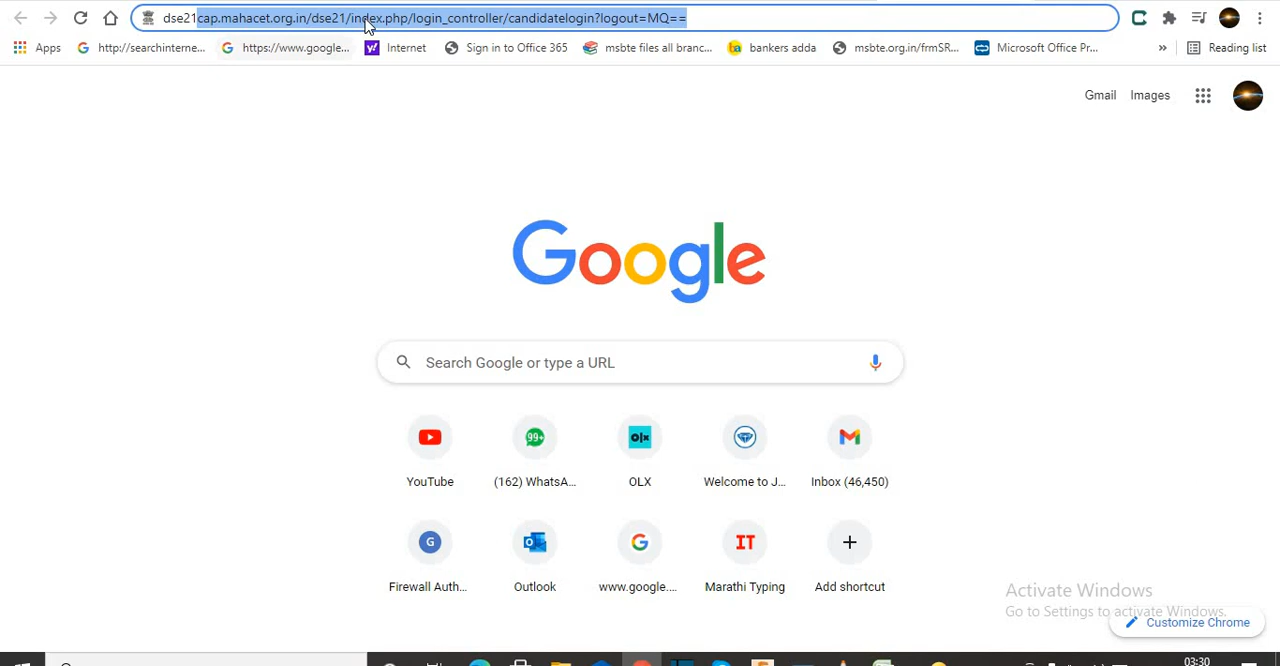 dse21cap.mahacet.org.in/dse21/index.php/login_controller/candidatelogin?logout=MQ==
Apps http://searchinterne... https://www.google... Internet Sign in to Office 365 msbte files all branc... bankers adda msbte.org.in/frmSR... Microsoft Office Pr... » Reading list
Gmail Images
Google
Search Google or type a URL
99+ olx
YouTube (162) WhatsA... OLX Welcome to J... Inbox (46,450)
G IT
Firewall Auth... Outlook www.google.... Marathi Typing Add shortcut
Activate Windows
Go to Settings to activate Windows.
Customize Chrome
03:30